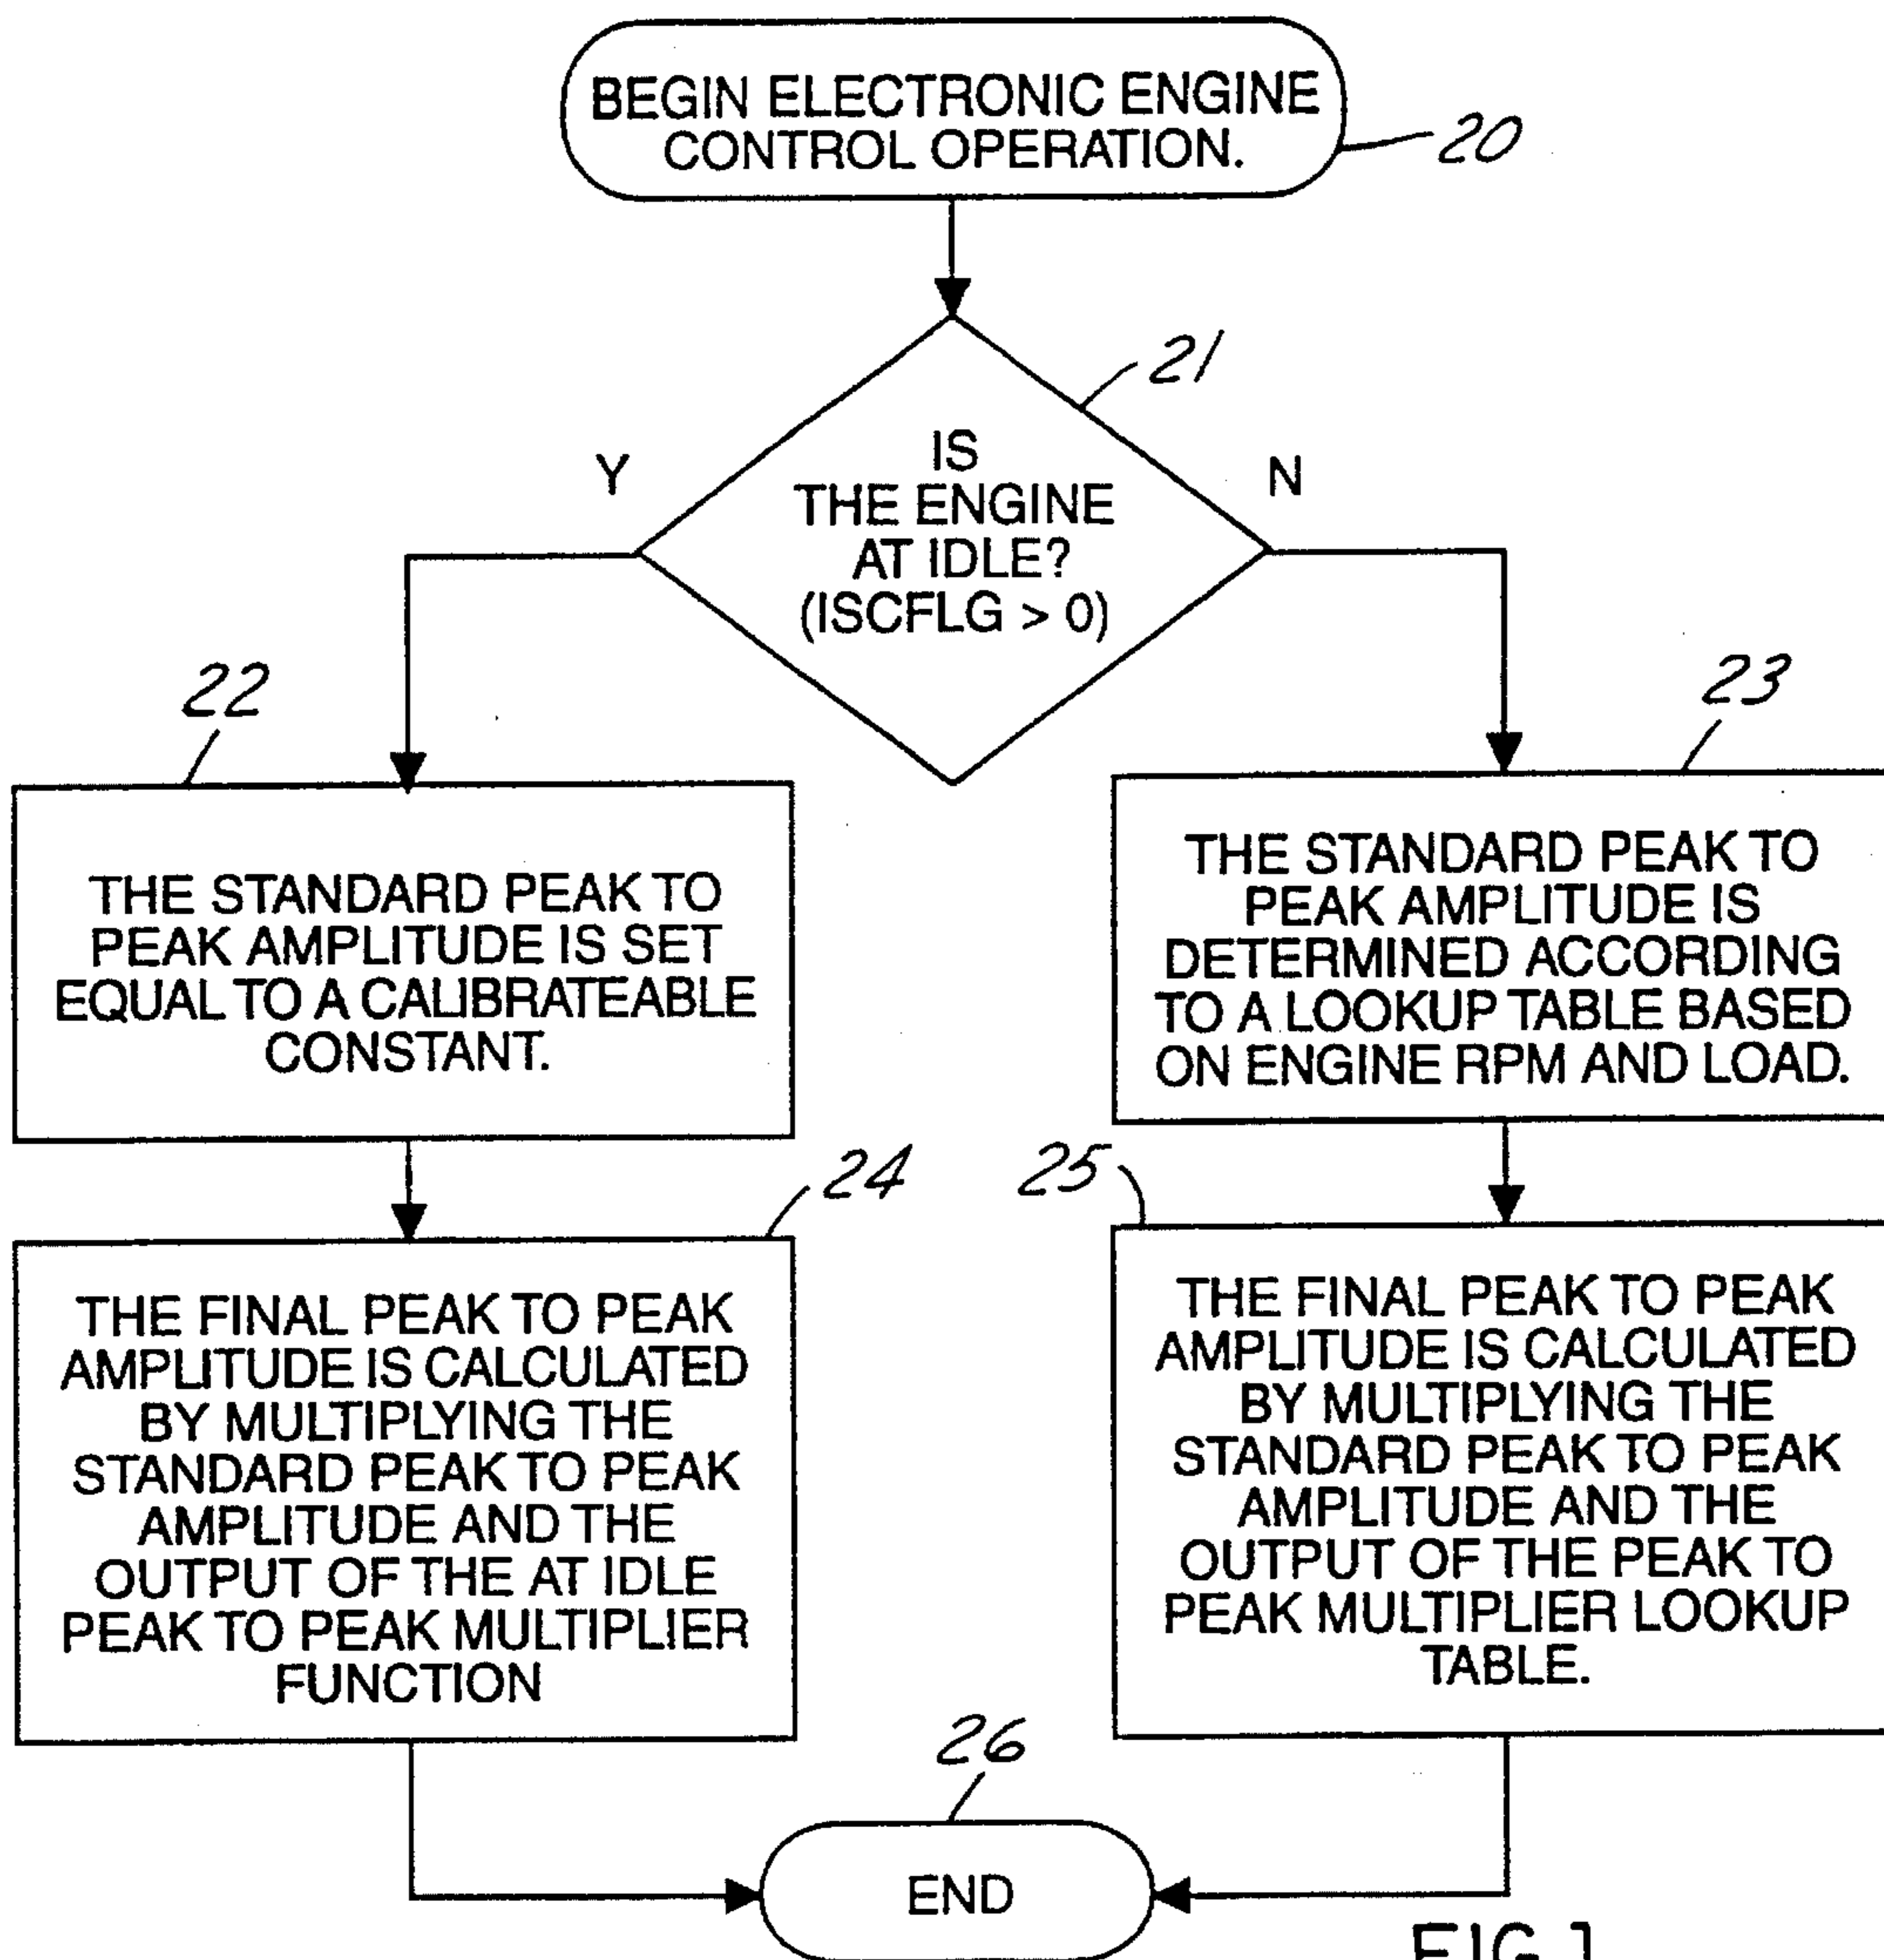 BEGIN ELECTRONIC ENGINE
CONTROL OPERATION.
20
21
Y
IS
THE ENGINE
AT IDLE?
(ISCFLG > 0)
N
22
THE STANDARD PEAK TO
PEAK AMPLITUDE IS SET
EQUAL TO A CALIBRATEABLE
CONSTANT.
23
THE STANDARD PEAK TO
PEAK AMPLITUDE IS
DETERMINED ACCORDING
TO A LOOKUP TABLE BASED
ON ENGINE RPM AND LOAD.
24
THE FINAL PEAK TO PEAK
AMPLITUDE IS CALCULATED
BY MULTIPLYING THE
STANDARD PEAK TO PEAK
AMPLITUDE AND THE
OUTPUT OF THE AT IDLE
PEAK TO PEAK MULTIPLIER
FUNCTION
25
THE FINAL PEAK TO PEAK
AMPLITUDE IS CALCULATED
BY MULTIPLYING THE
STANDARD PEAK TO PEAK
AMPLITUDE AND THE
OUTPUT OF THE PEAK TO
PEAK MULTIPLIER LOOKUP
TABLE.
26
END
FIG.1